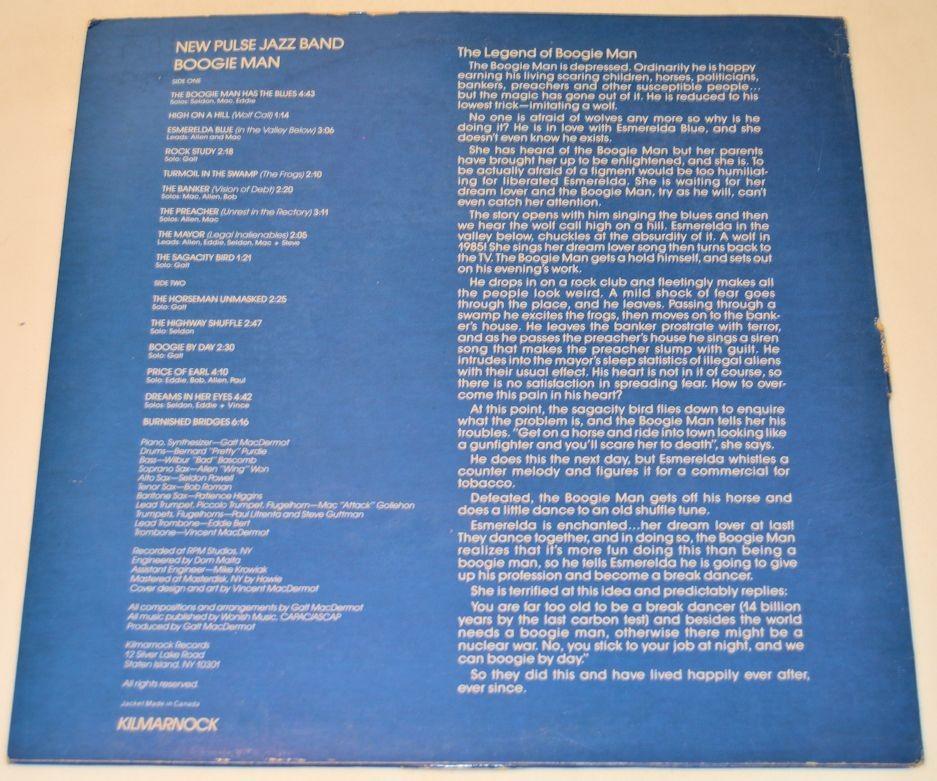 NEW PULSE JAZZ BAND
BOOGIE MAN
SIDE ONE
THE BOOGIE MAN HAS THE BLUES 4:43
Solos: Seldon, Mac, Eddie
HIGH ON A HILL (Wolf Call) 1:14
ESMERELDA BLUE (In the Valley Below) 3:06
Leads: Allen and Mac
ROCK STUDY 2:18
Solo: Galt
TURMOIL IN THE SWAMP (The Frogs) 2:10
THE BANKER (Vision of Debt) 2:20
Solos: Mac, Allen, Bob
THE PREACHER (Unrest in the Rectory) 3:11
Solos: Allen, Mac
THE MAYOR (Legal Inalienables) 2:05
Leads: Allen, Eddie, Seldon, Mac + Steve
THE SAGACITY BIRD 1:21
Solo: Galt
SIDE TWO
THE HORSEMAN UNMASKED 2:25
Solo: Galt
THE HIGHWAY SHUFFLE 2:47
Solo: Seldon
BOOGIE BY DAY 2:30
Solo: Galt
PRICE OF EARL 4:10
Solo: Eddie, Bob, Allen, Paul
DREAMS IN HER EYES 4:42
Solos: Seldon, Eddie + Vince
BURNISHED BRIDGES 6:16
Piano, Synthesizer—Galt MacDermot
Drums—Bernard "Pretty" Purdie
Bass—Wilbur "Bad" Bascomb
Soprano Sax—Allen "Wing" Won
Alto Sax—Seldon Powell
Tenor Sax—Bob Roman
Baritone Sax—Patience Higgins
Lead Trumpet, Piccolo Trumpet, Flugelhorn—Mac "Attack" Gollehon
Trumpets, Flugelhorns—Paul Litrenta and Steve Guttman
Lead Trombone—Eddie Bert
Trombone—Vincent MacDermot
Recorded at RPM Studios, NY
Engineered by Dom Maita
Assistant Engineer—Mike Krowiak
Mastered at Masterdisk, NY by Howie
Cover design and art by Vincent MacDermot
All compositions and arrangements by Galt MacDermot
All music published by Wonish Music, CAPAC/ASCAP
Produced by Galt MacDermot
Kilmarnock Records
12 Silver Lake Road
Staten Island, NY 10301
All rights reserved.
Jacket Made in Canada
KILMARNOCK
The Legend of Boogie Man
The Boogie Man is depressed. Ordinarily he is happy
earning his living scaring children, horses, politicians,
bankers, preachers and other susceptible people...
but the magic has gone out of it. He is reduced to his
lowest trick—imitating a wolf.
No one is afraid of wolves any more so why is he
doing it? He is in love with Esmerelda Blue, and she
doesn't even know he exists.
She has heard of the Boogie Man but her parents
have brought her up to be enlightened, and she is. To
be actually afraid of a figment would be too humiliat-
ing for liberated Esmerelda. She is waiting for her
dream lover and the Boogie Man, try as he will, can't
even catch her attention.
The story opens with him singing the blues and then
we hear the wolf call high on a hill. Esmerelda in the
valley below, chuckles at the absurdity of it. A wolf in
1985! She sings her dream lover song then turns back to
the TV. The Boogie Man gets a hold himself, and sets out
on his evening's work.
He drops in on a rock club and fleetingly makes all
the people look weird. A mild shock of fear goes
through the place, and he leaves. Passing through a
swamp he excites the frogs, then moves on to the bank-
er's house. He leaves the banker prostrate with terror,
and as he passes the preacher's house he sings a siren
song that makes the preacher slump with guilt. He
intrudes into the mayor's sleep statistics of illegal aliens
with their usual effect. His heart is not in it of course, so
there is no satisfaction in spreading fear. How to over-
come this pain in his heart?
At this point, the sagacity bird flies down to enquire
what the problem is, and the Boogie Man tells her his
troubles. "Get on a horse and ride into town looking like
a gunfighter and you'll scare her to death", she says.
He does this the next day, but Esmerelda whistles a
counter melody and figures it for a commercial for
tobacco.
Defeated, the Boogie Man gets off his horse and
does a little dance to an old shuffle tune.
Esmerelda is enchanted...her dream lover at last!
They dance together, and in doing so, the Boogie Man
realizes that it's more fun doing this than being a
boogie man, so he tells Esmerelda he is going to give
up his profession and become a break dancer.
She is terrified at this idea and predictably replies:
You are far too old to be a break dancer (14 billion
years by the last carbon test) and besides the world
needs a boogie man, otherwise there might be a
nuclear war. No, you stick to your job at night, and we
can boogie by day."
So they did this and have lived happily ever after,
ever since.